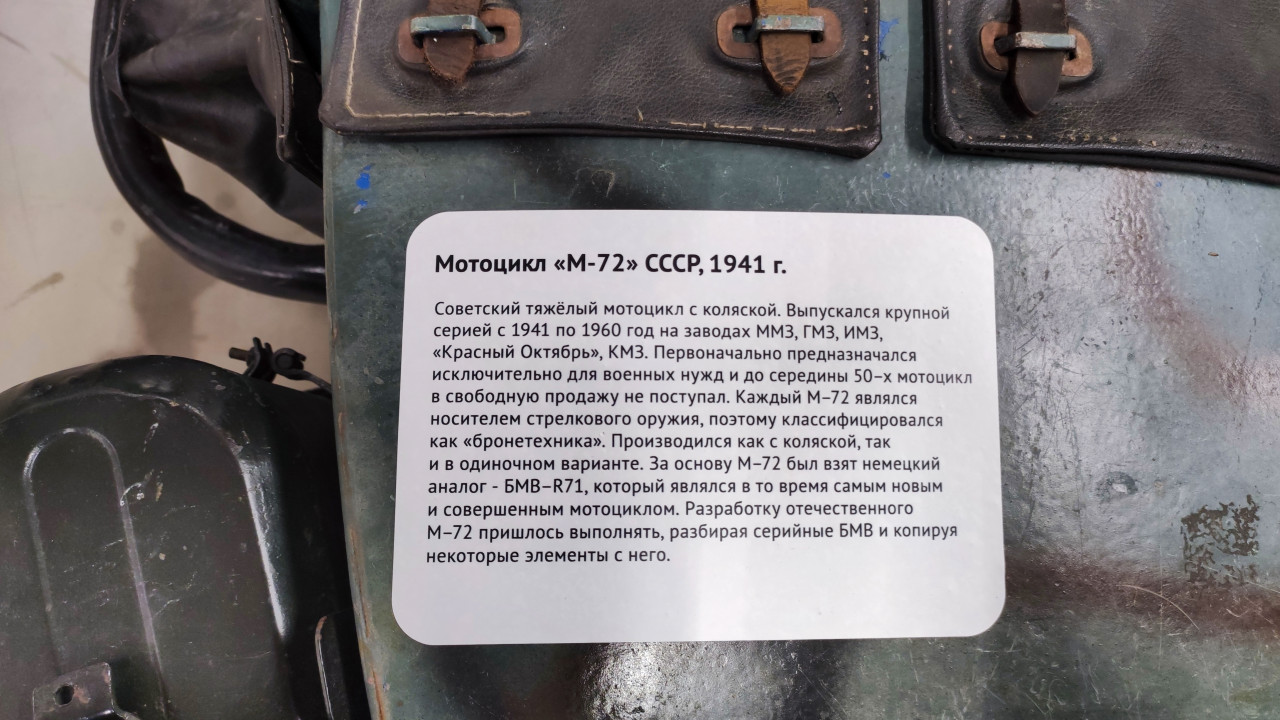 Мотоцикл «М-72» СССР, 1941 г.
Советский тяжёлый мотоцикл с коляской. Выпускался крупной
серией с 1941 по 1960 год на заводах ММЗ, ГМЗ, ИМЗ,
«Красный Октябрь», КМЗ. Первоначально предназначался
исключительно для военных нужд и до середины 50–х мотоцикл
в свободную продажу не поступал. Каждый М–72 являлся
носителем стрелкового оружия, поэтому классифицировался
как «бронетехника». Производился как с коляской, так
и в одиночном варианте. За основу М–72 был взят немецкий
аналог - БМВ–R71, который являлся в то время самым новым
и совершенным мотоциклом. Разработку отечественного
М–72 пришлось выполнять, разбирая серийные БМВ и копируя
некоторые элементы с него.